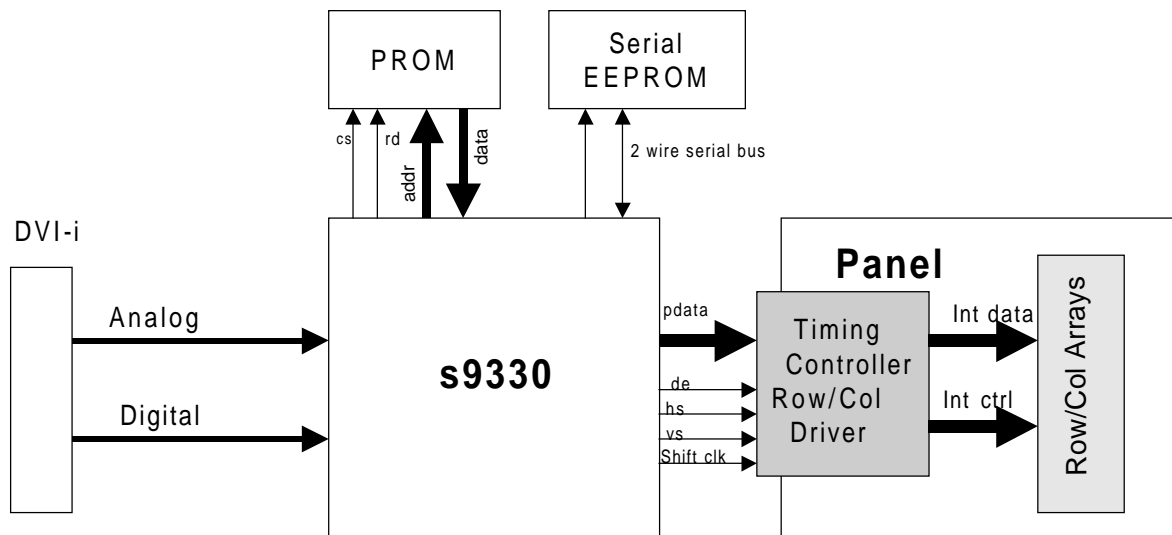 PROM
Serial
EEPROM
cs
rd
addr
data
2 wire serial bus
DVI-i
Analog
Digital
s9330
pdata
de
hs
vs
Shift clk
Panel
Timing
Controller
Row/Col
Driver
Int data
Int ctrl
Row/Col Arrays